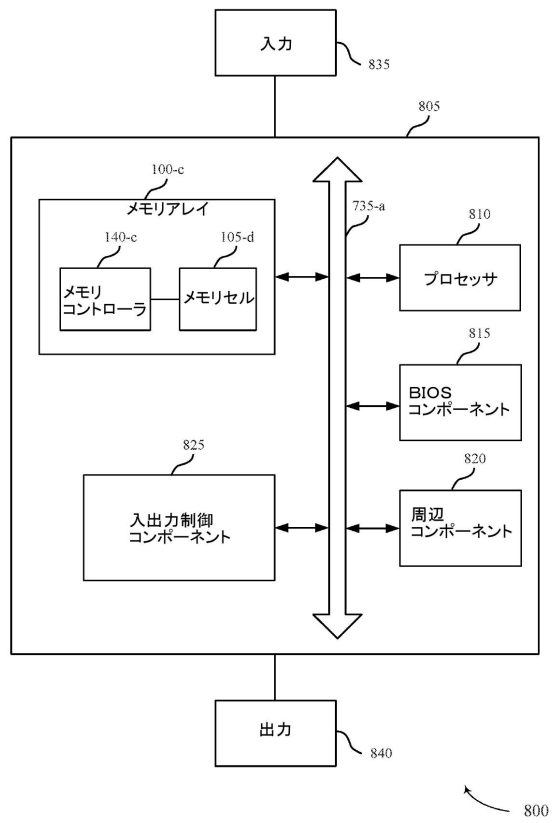 入力
835
805
100-c
メモリアレイ
735-a
140-c
105-d
メモリ
コントローラ
メモリセル
810
プロセッサ
815
BIOS
コンポーネント
825
入出力制御
コンポーネント
820
周辺
コンポーネント
出力
840
800